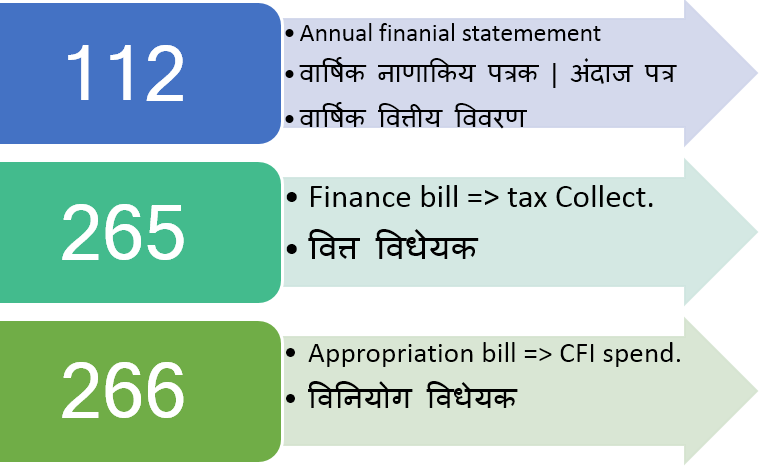 112
• Annual finanial statemement
• वार्षिक नाणाकिय पत्रक | अंदाज पत्र
• वार्षिक वित्तीय विवरण
265
• Finance bill => tax Collect.
• वित्त विधेयक
266
• Appropriation bill => CFI spend.
• विनियोग विधेयक